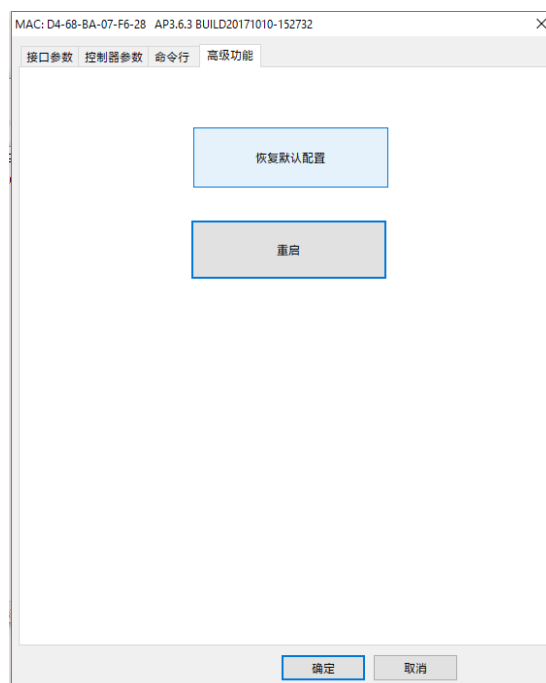 MAC: D4-68-BA-07-F6-28 AP3.6.3 BUILD20171010-152732
接口参数 控制器参数 命令行 高级功能
恢复默认配置
重启
确定 取消